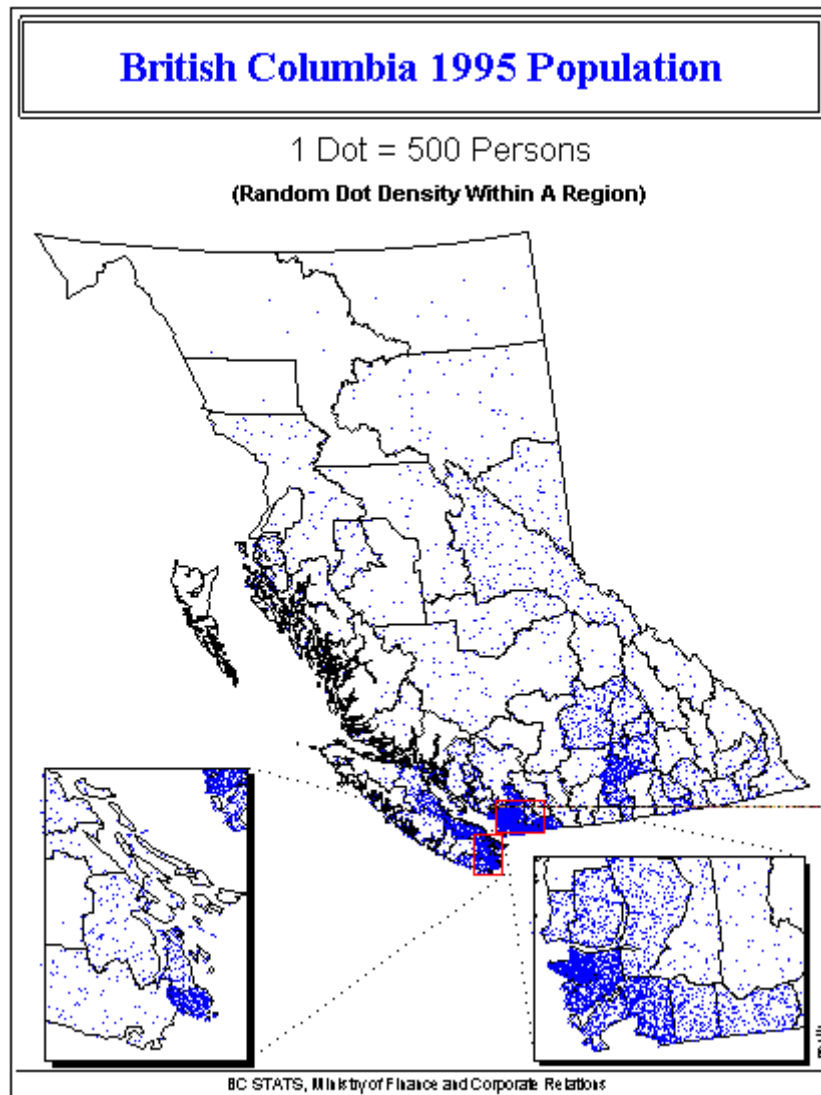 British Columbia 1995 Population
1 Dot = 500 Persons
(Random Dot Density Within A Region)
BC STATS, Ministry of Finance and Corporate Relations